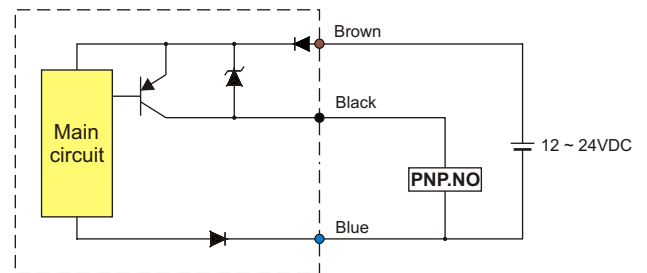 Brown
Black
Main
circuit
12 ~ 24VDC
PNP.NO
Blue